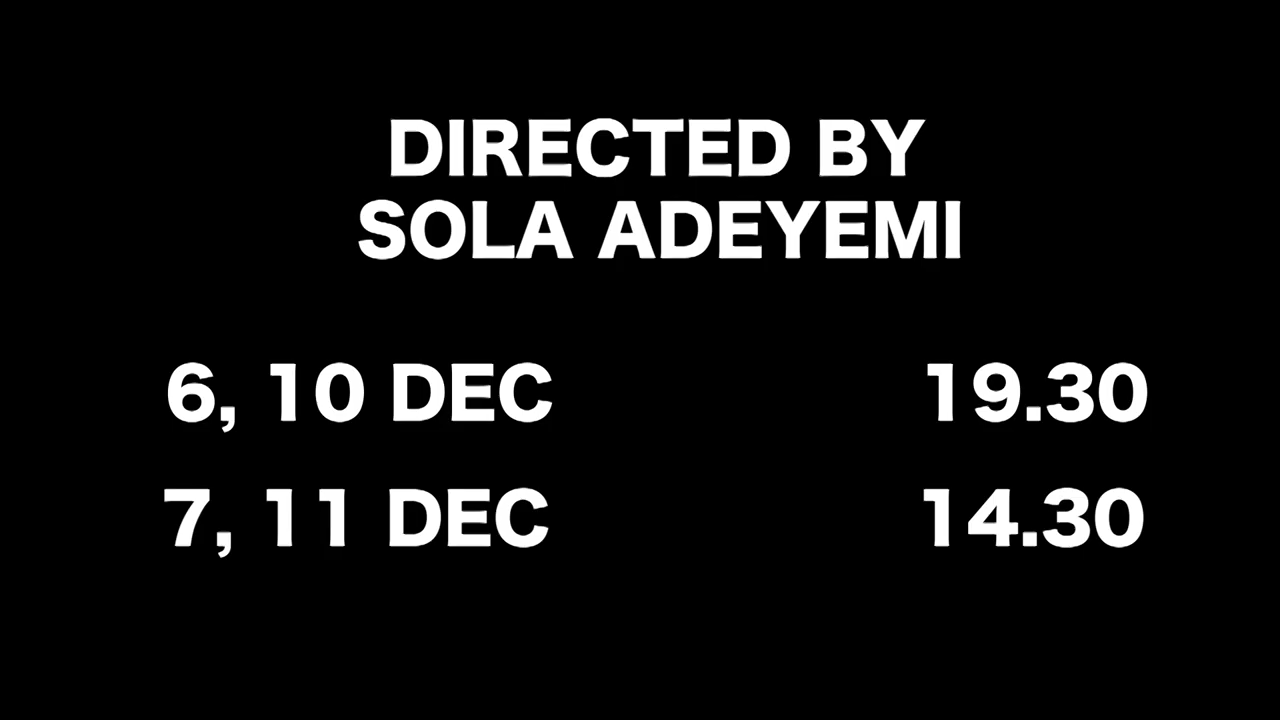 DIRECTED BY
SOLA ADEYEMI
6, 10 DEC 19.30
7, 11 DEC 14.30